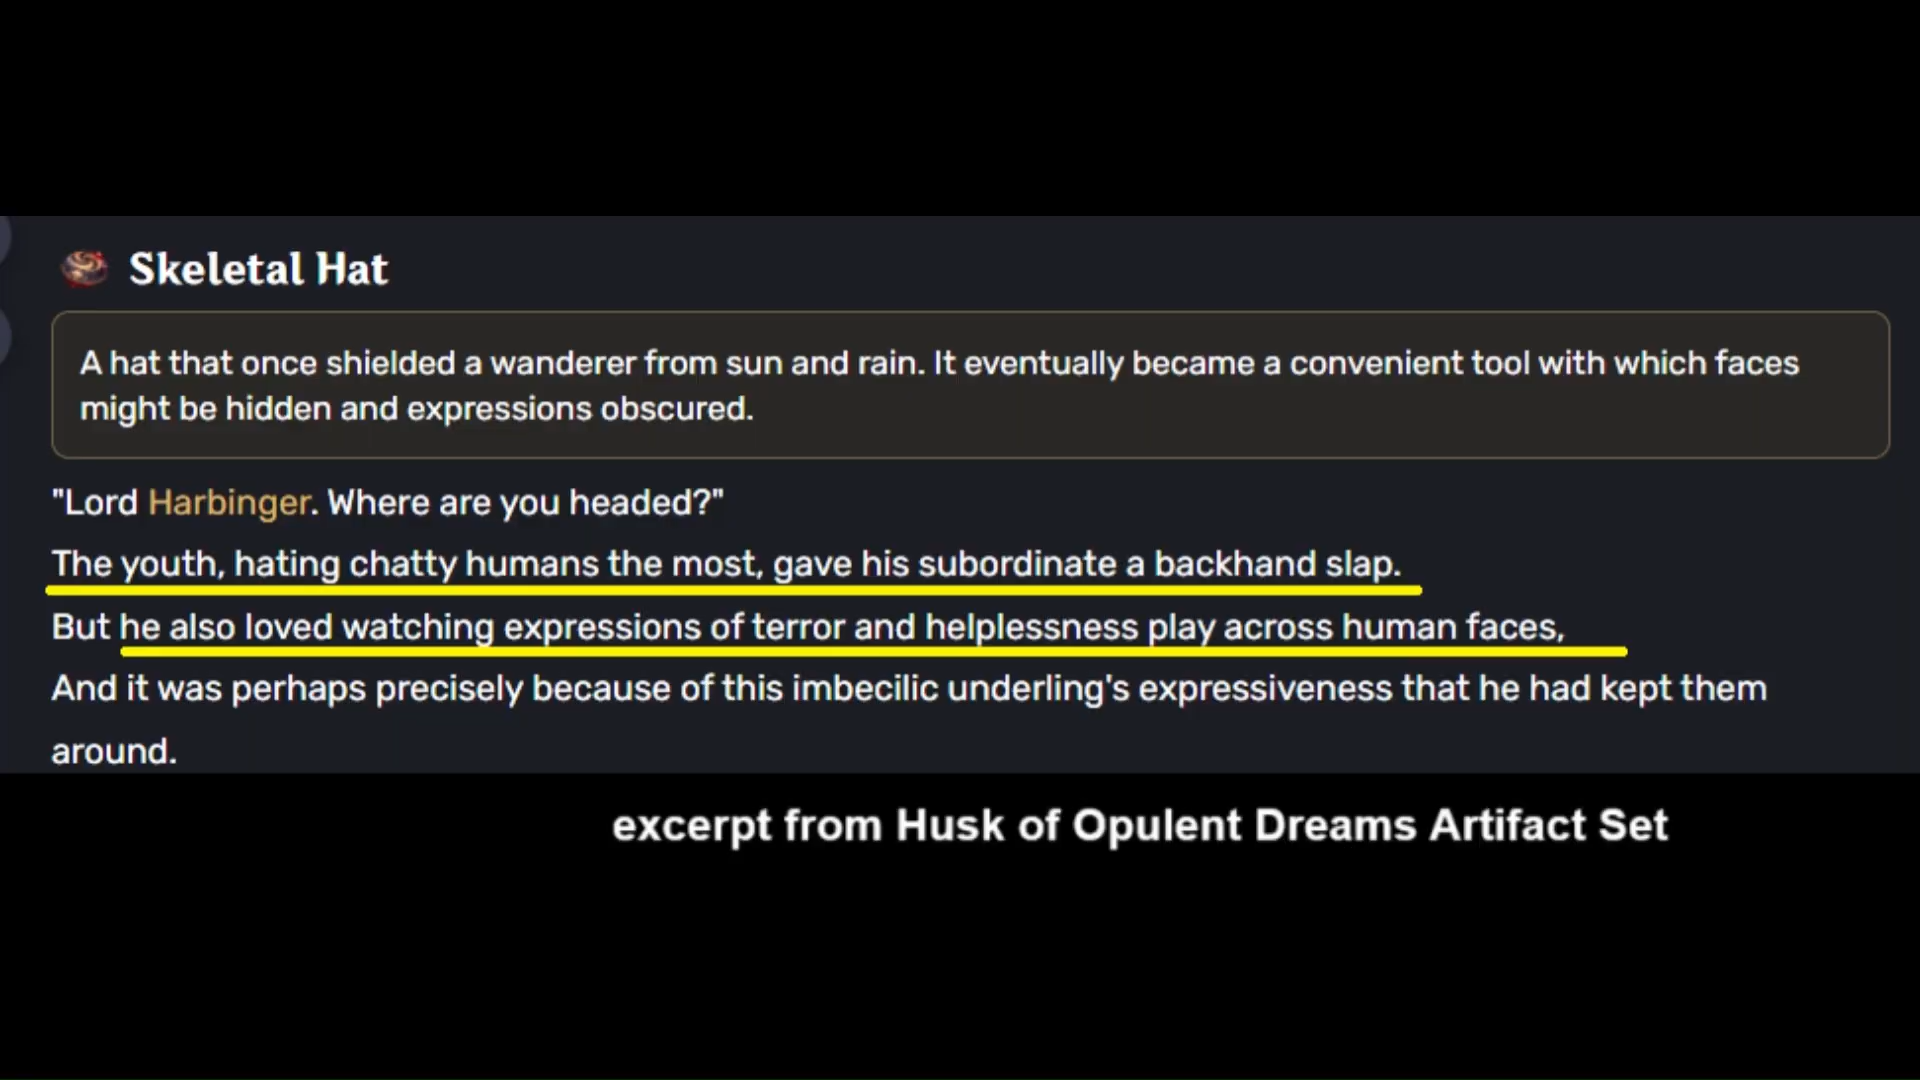 Skeletal Hat
A hat that once shielded a wanderer from sun and rain. It eventually became a convenient tool with which faces
might be hidden and expressions obscured.
"Lord Harbinger. Where are you headed?"
The youth, hating chatty humans the most, gave his subordinate a backhand slap.
But he also loved watching expressions of terror and helplessness play across human faces,
And it was perhaps precisely because of this imbecilic underling's expressiveness that he had kept them
around.
excerpt from Husk of Opulent Dreams Artifact Set